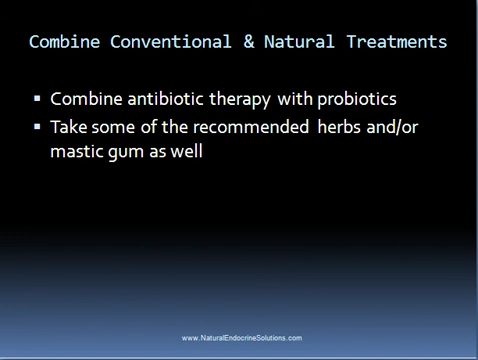 Combine Conventional & Natural Treatments
▪ Combine antibiotic therapy with probiotics
▪ Take some of the recommended herbs and/or
mastic gum as well
www.NaturalEndocrineSolutions.com